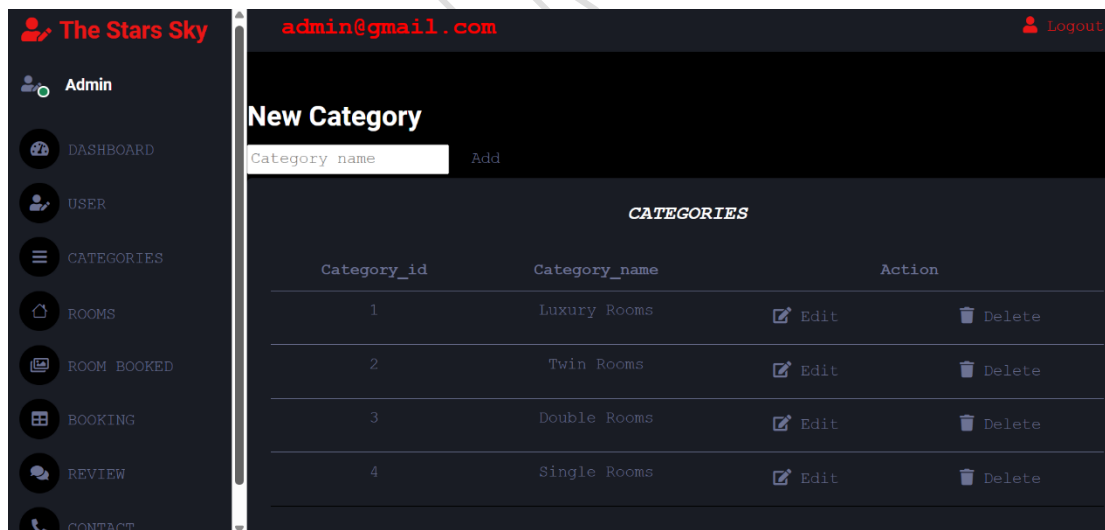 The Stars Sky
admin@gmail.com
Logout
Admin
New Category
Category name
Add
DASHBOARD
USER
CATEGORIES
ROOMS
ROOM BOOKED
BOOKING
REVIEW
CONTACT
CATEGORIES
Category_id Category_name Action
1 Luxury Rooms Edit Delete
2 Twin Rooms Edit Delete
3 Double Rooms Edit Delete
4 Single Rooms Edit Delete